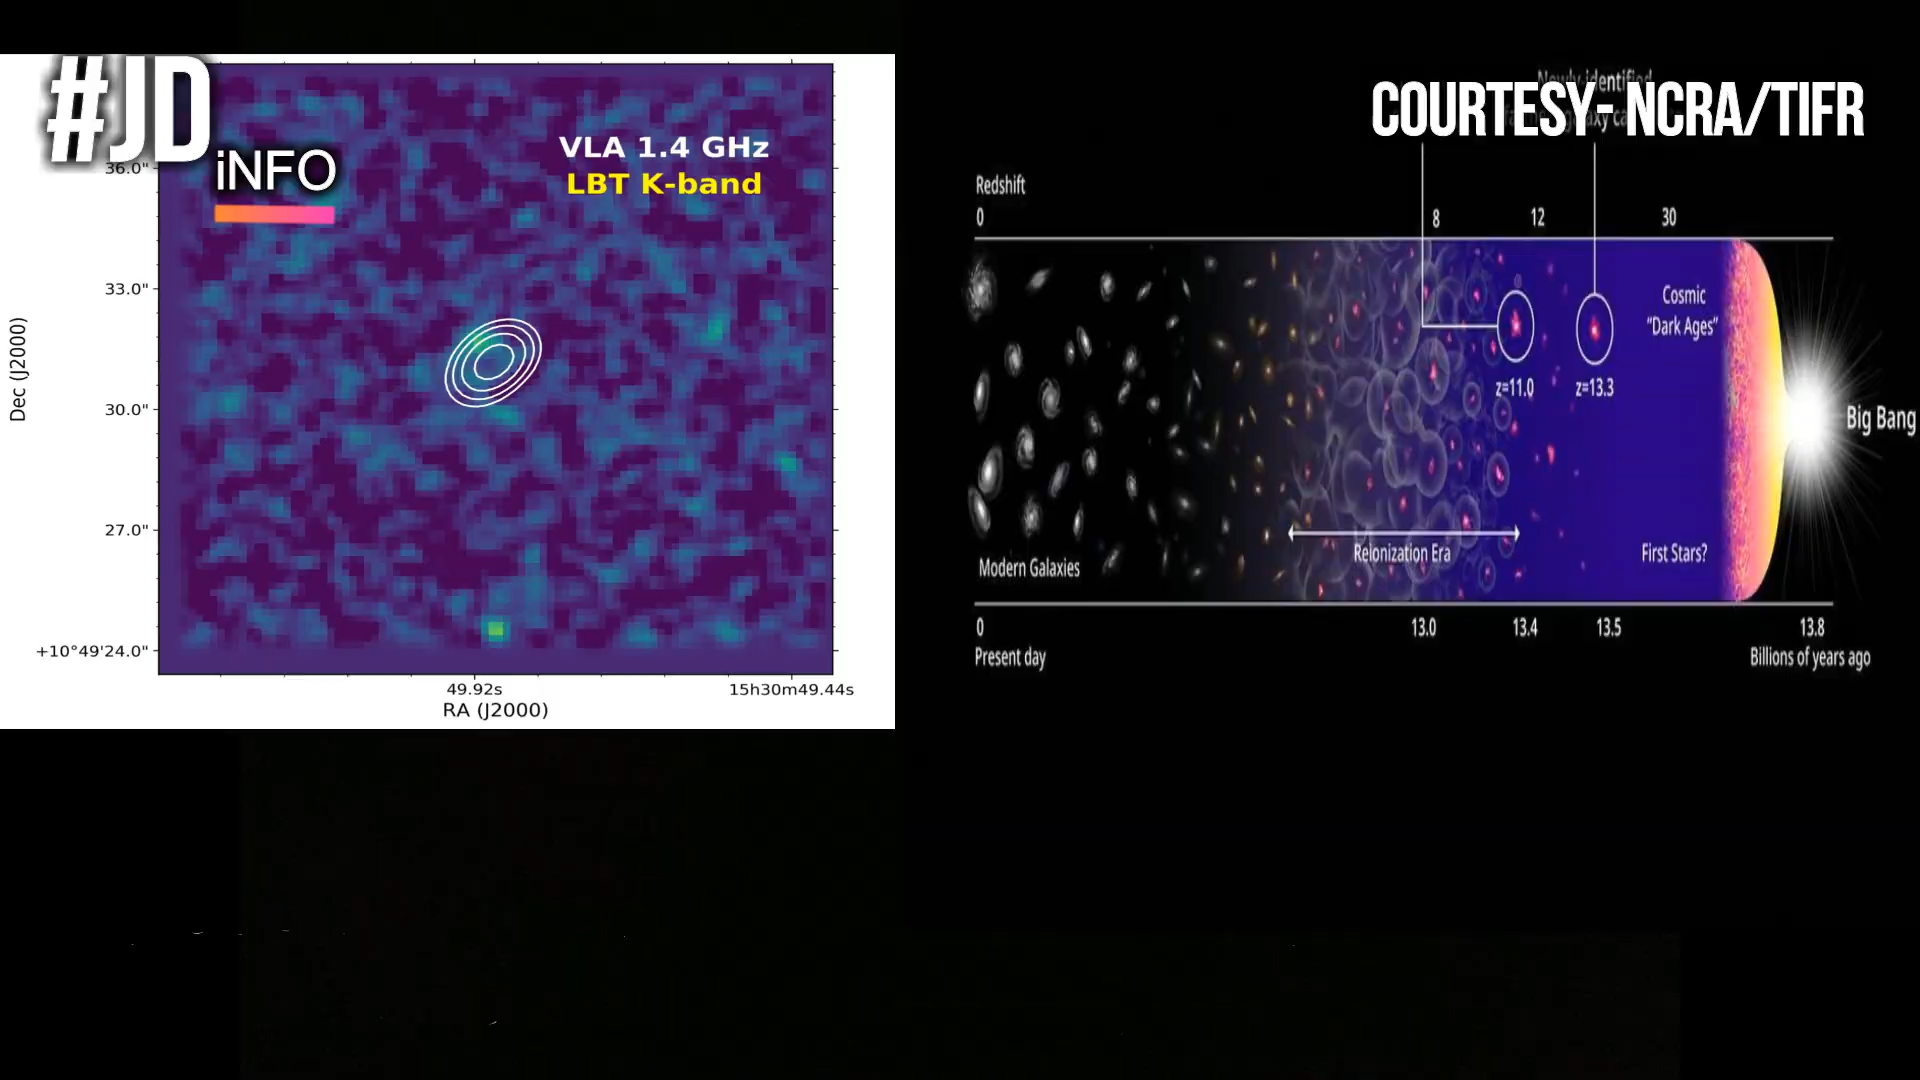 #JD
iNFO
VLA 1.4 GHz
LBT K-band
36.0"
33.0"
30.0"
27.0"
+10°49'24.0"
Dec (J2000)
49.92s
15h30m49.44s
RA (J2000)
COURTESY- NCRA/TIFR
Newly identified
Redshift
0
8
12
30
Cosmic
"Dark Ages"
z=11.0
z=13.3
Big Bang
Reionization Era
First Stars?
Modern Galaxies
0
13.0
13.4
13.5
13.8
Present day
Billions of years ago